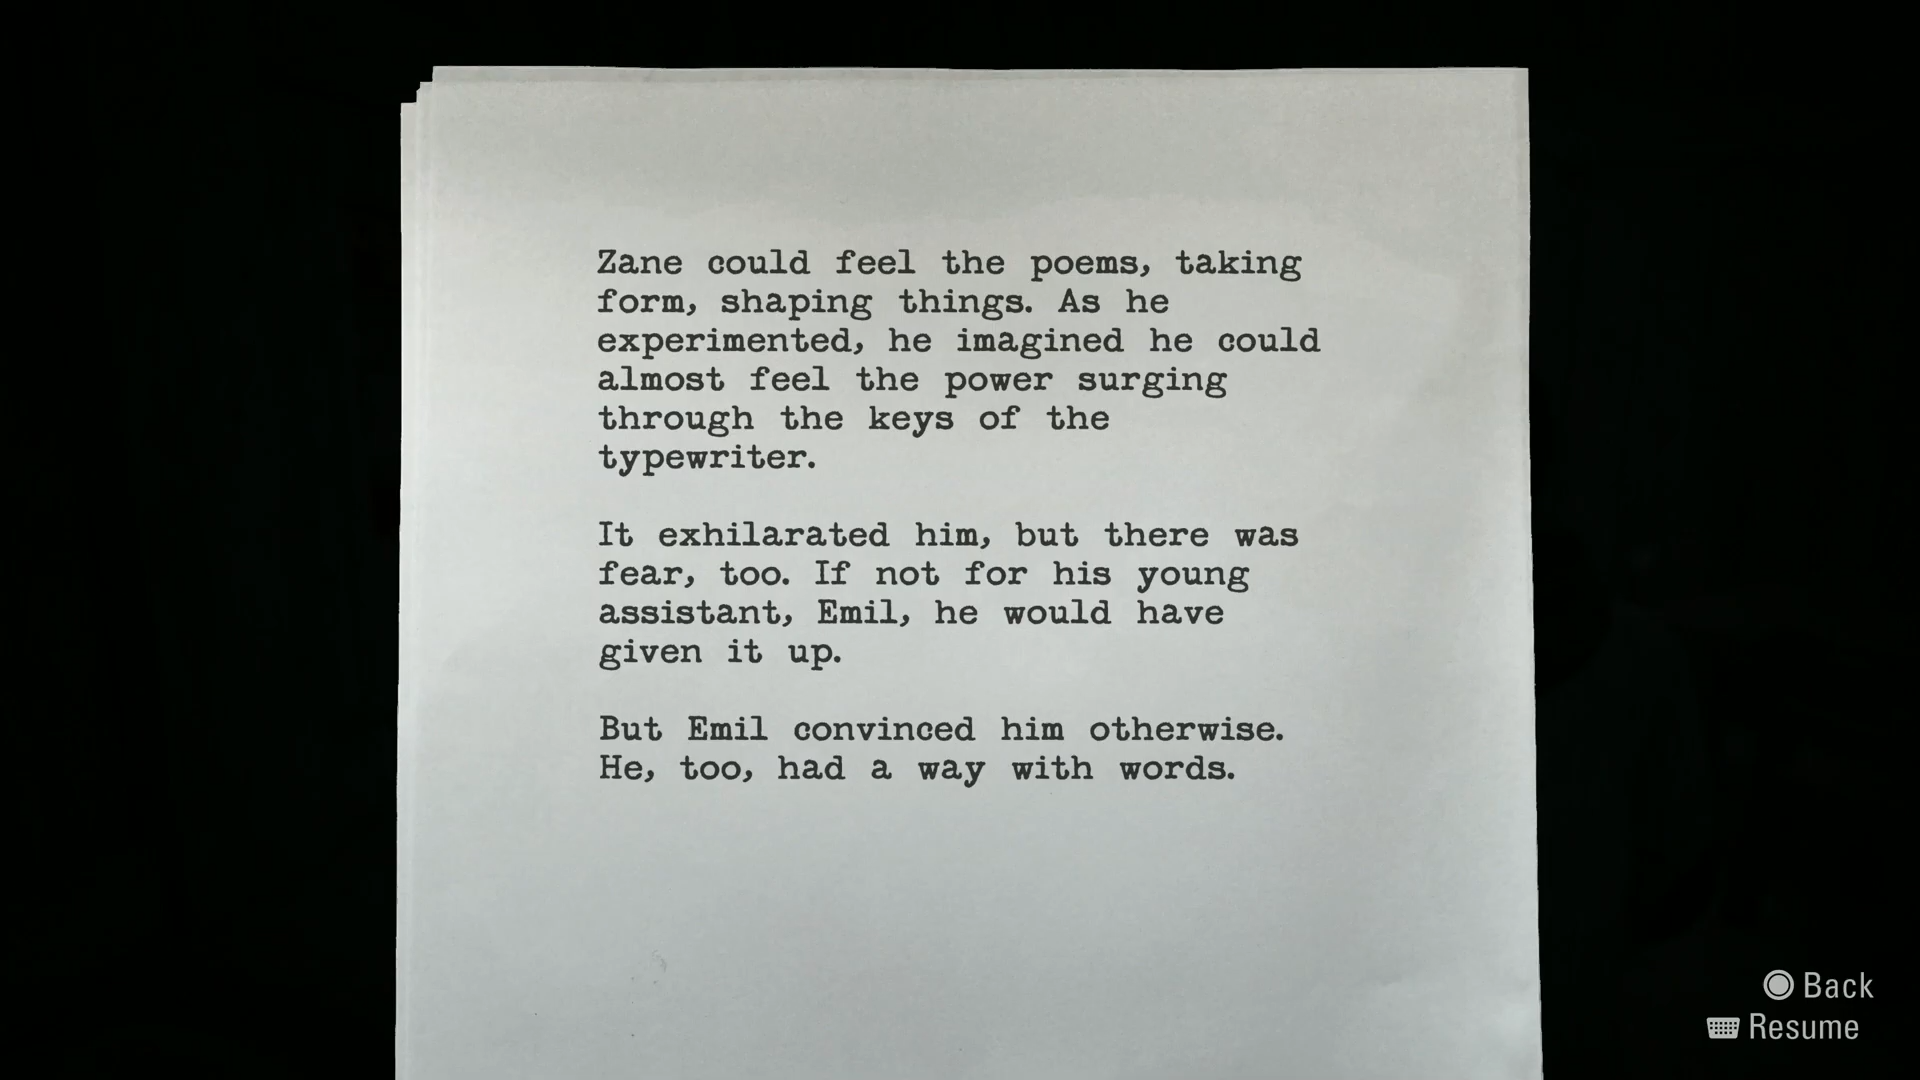 Zane could feel the poems, taking
form, shaping things. As he
experimented, he imagined he could
almost feel the power surging
through the keys of the
typewriter.
It exhilarated him, but there was
fear, too. If not for his young
assistant, Emil, he would have
given it up.
But Emil convinced him otherwise.
He, too, had a way with words.
Back
Resume